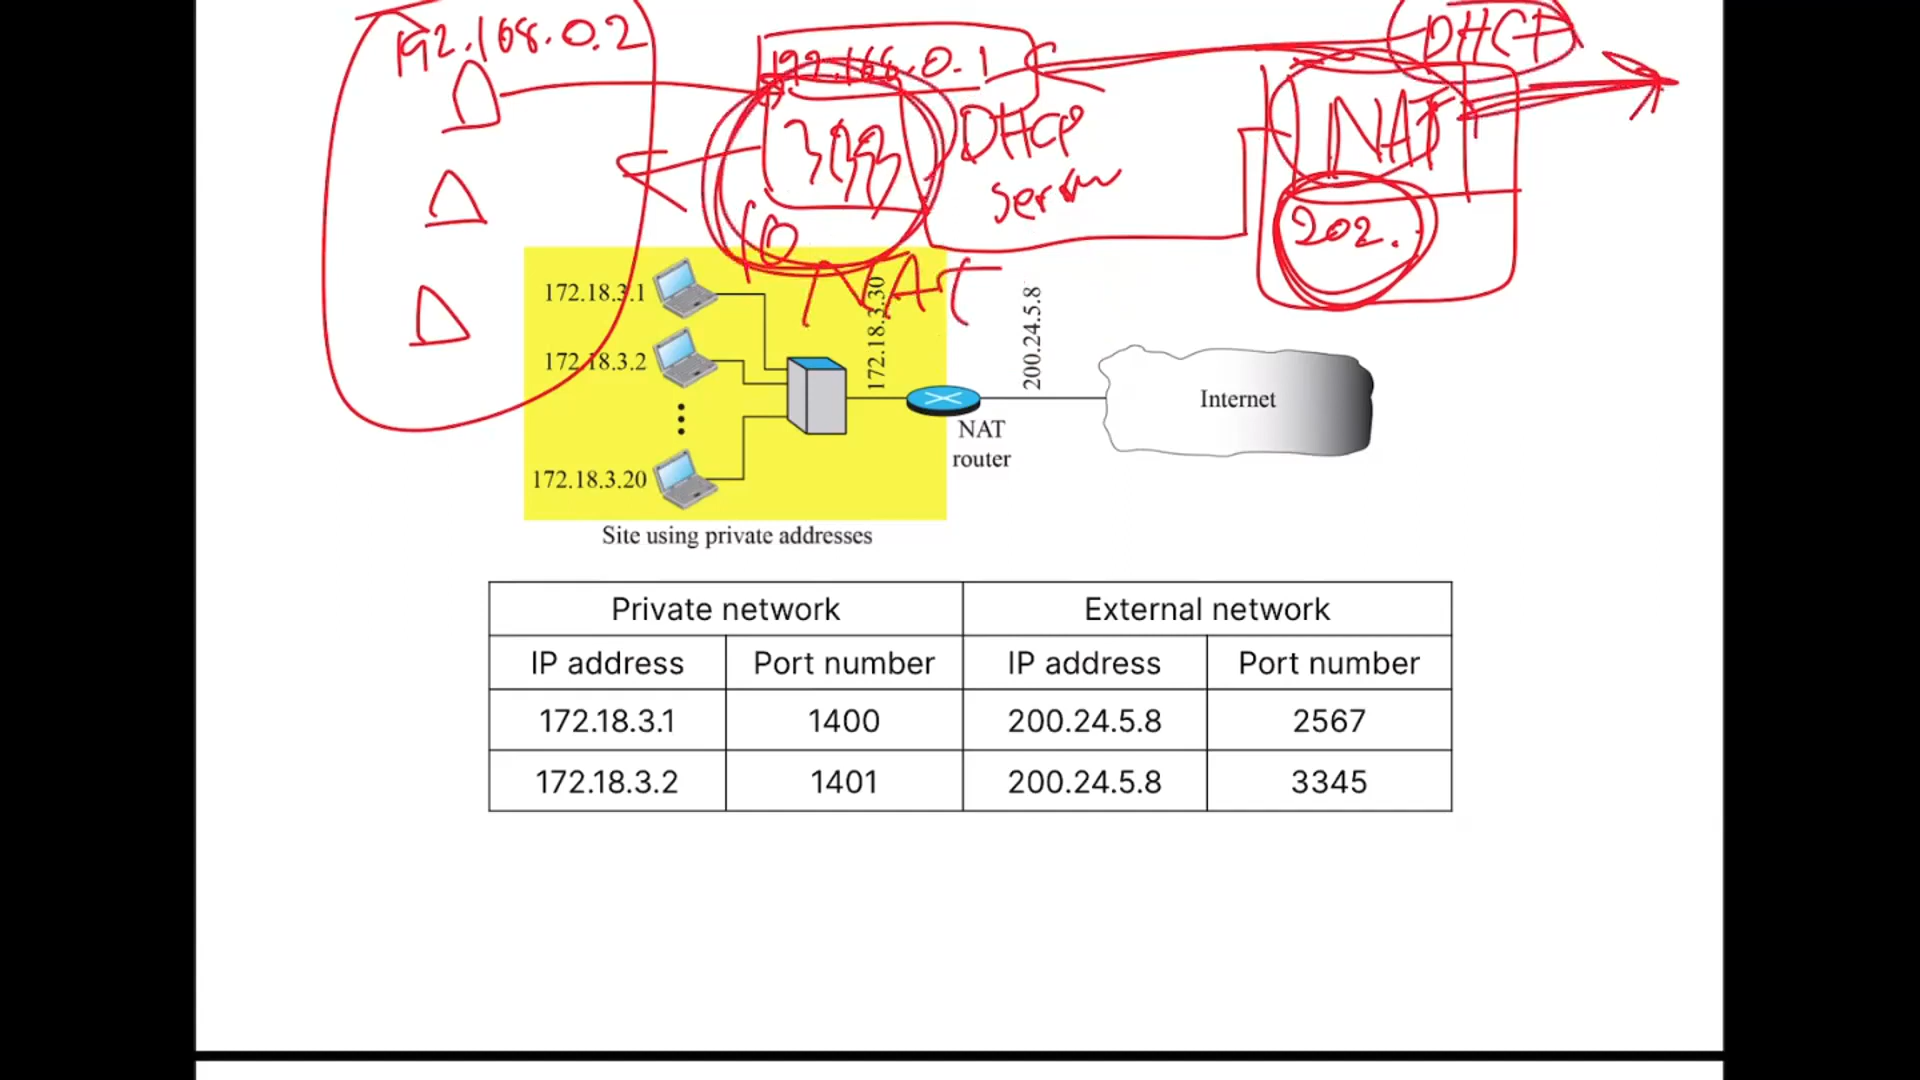 192.168.0.2
192.168.0.1
DHCP
DHCP
server
NAT
202.
10
NAT
172.18.3.1
172.18.3.30
200.24.5.8
172.18.3.2
Internet
NAT
router
172.18.3.20
Site using private addresses
Private network External network
IP address Port number IP address Port number
172.18.3.1 1400 200.24.5.8 2567
172.18.3.2 1401 200.24.5.8 3345